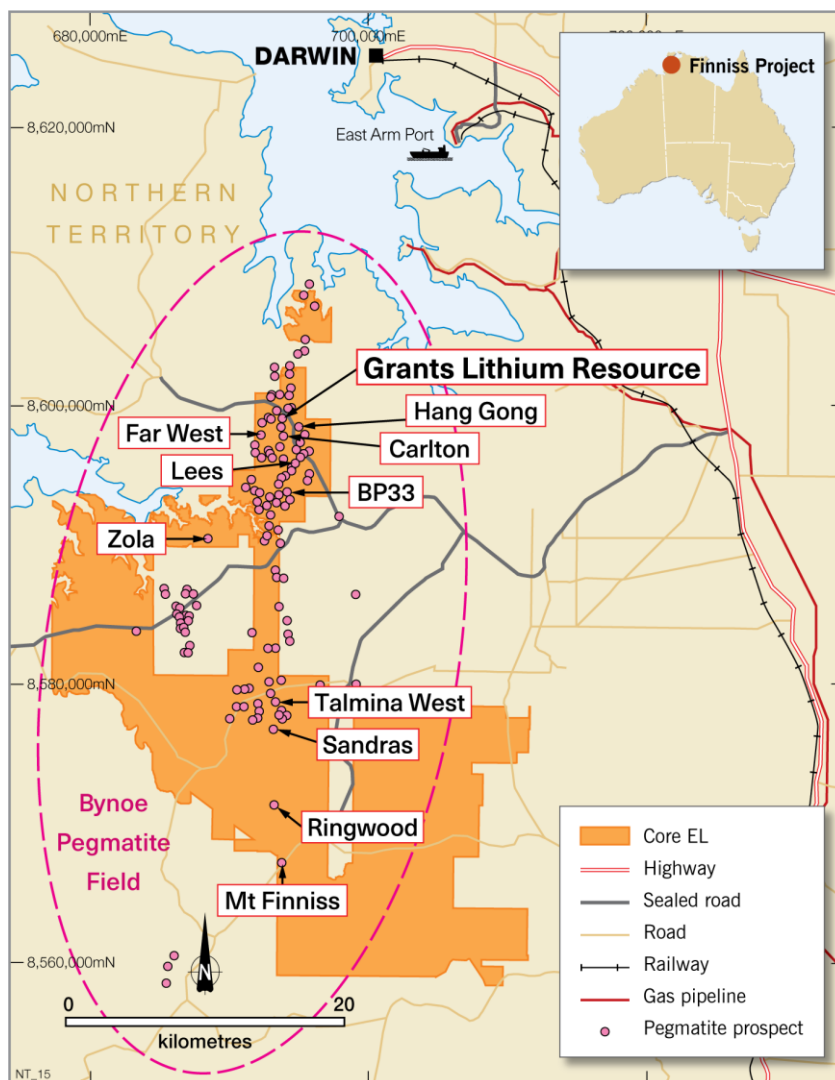 680,000mE
700,000mE
700,000mE
DARWIN
Finniss Project
8,620,000mN
East Arm Port
NORTHERN
TERRITORY
Grants Lithium Resource
8,600,000mN
Hang Gong
Far West
Carlton
Lees
BP33
Zola
8,580,000mN
Talmina West
Sandras
Bynoe
Pegmatite
Field
Ringwood
Mt Finniss
8,560,000mN
N
0
20
kilometres
NT_15
Core EL
Highway
Sealed road
Road
Railway
Gas pipeline
Pegmatite prospect